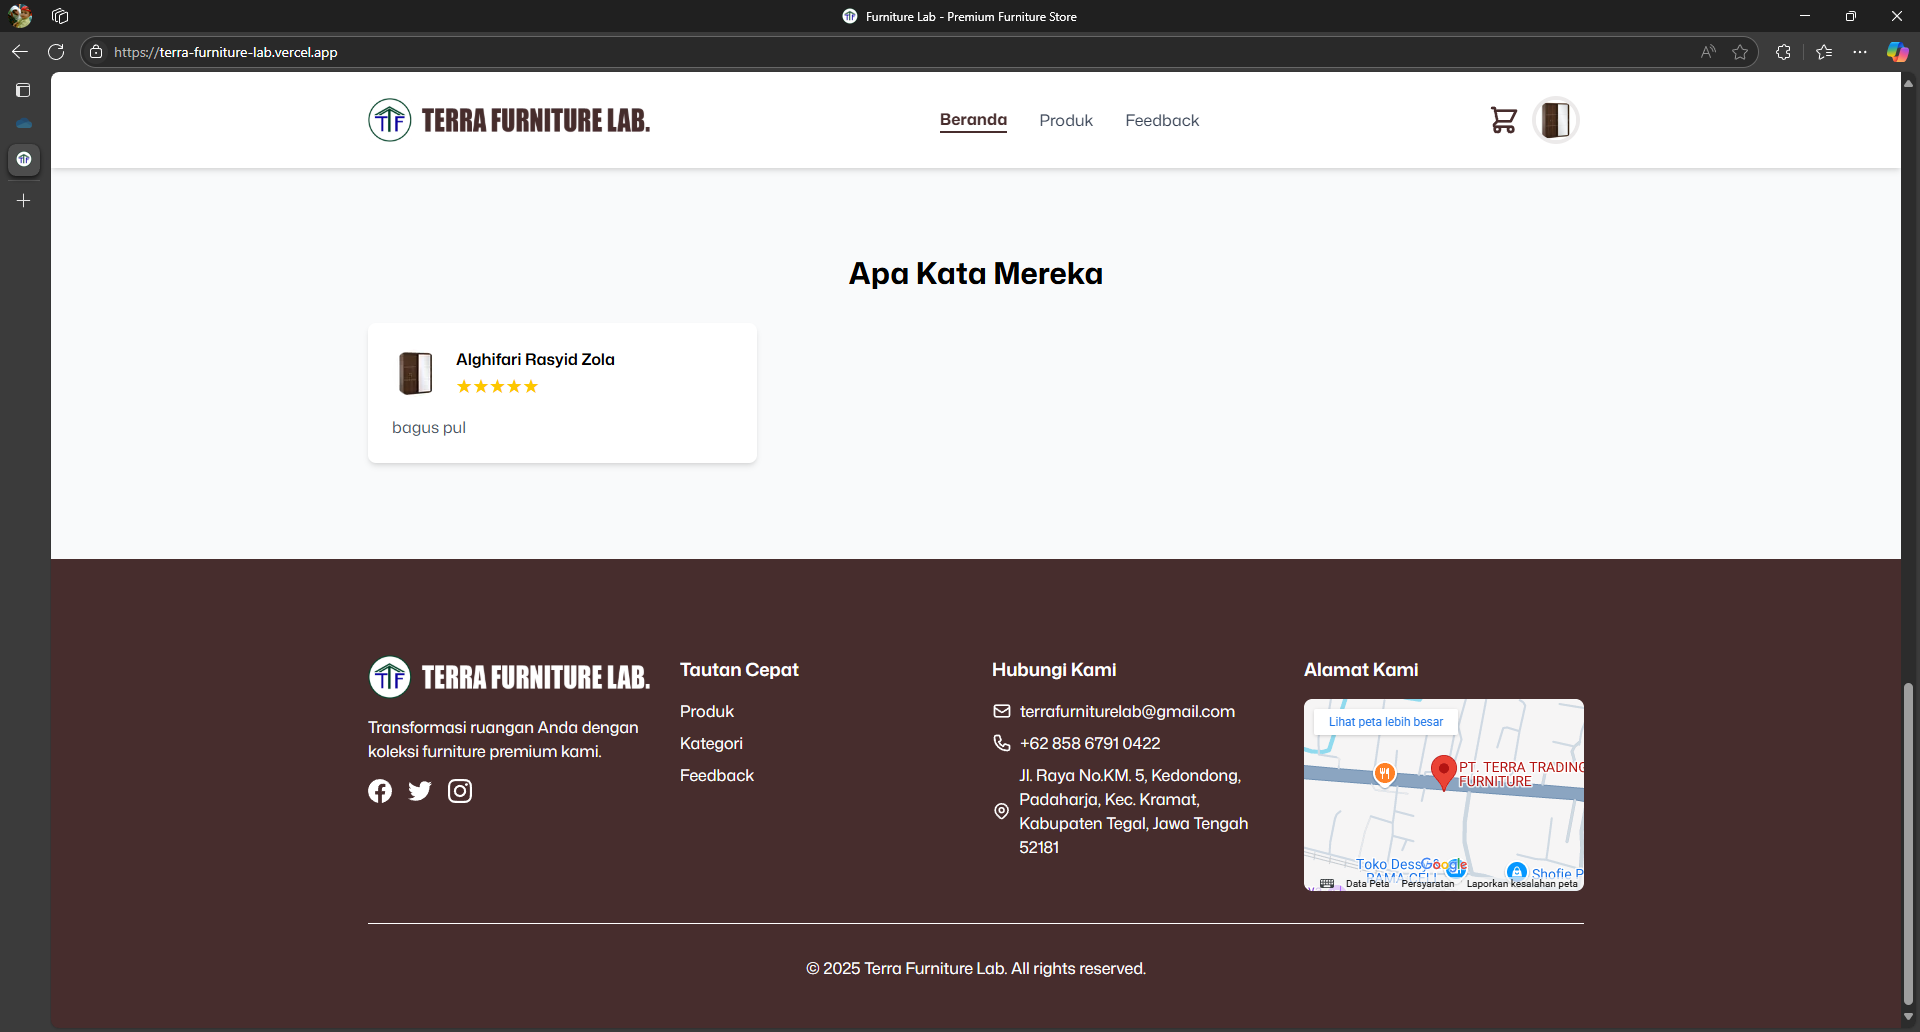 Furniture Lab - Premium Furniture Store
https://terra-furniture-lab.vercel.app
TF TERRA FURNITURE LAB.
Beranda
Produk
Feedback
Apa Kata Mereka
Alghifari Rasyid Zola
★★★★★
bagus pul
TF TERRA FURNITURE LAB.
Transformasi ruangan Anda dengan
koleksi furniture premium kami.
Tautan Cepat
Produk
Kategori
Feedback
Hubungi Kami
terrafurniturelab@gmail.com
+62 858 6791 0422
Jl. Raya No.KM. 5, Kedondong,
Padaharja, Kec. Kramat,
Kabupaten Tegal, Jawa Tengah
52181
Alamat Kami
Lihat peta lebih besar
PT. TERRA TRADING
FURNITURE
Toko Dessy
Google
Shofie P
Data Peta
Persyaratan
Laporkan kesalahan peta
© 2025 Terra Furniture Lab. All rights reserved.